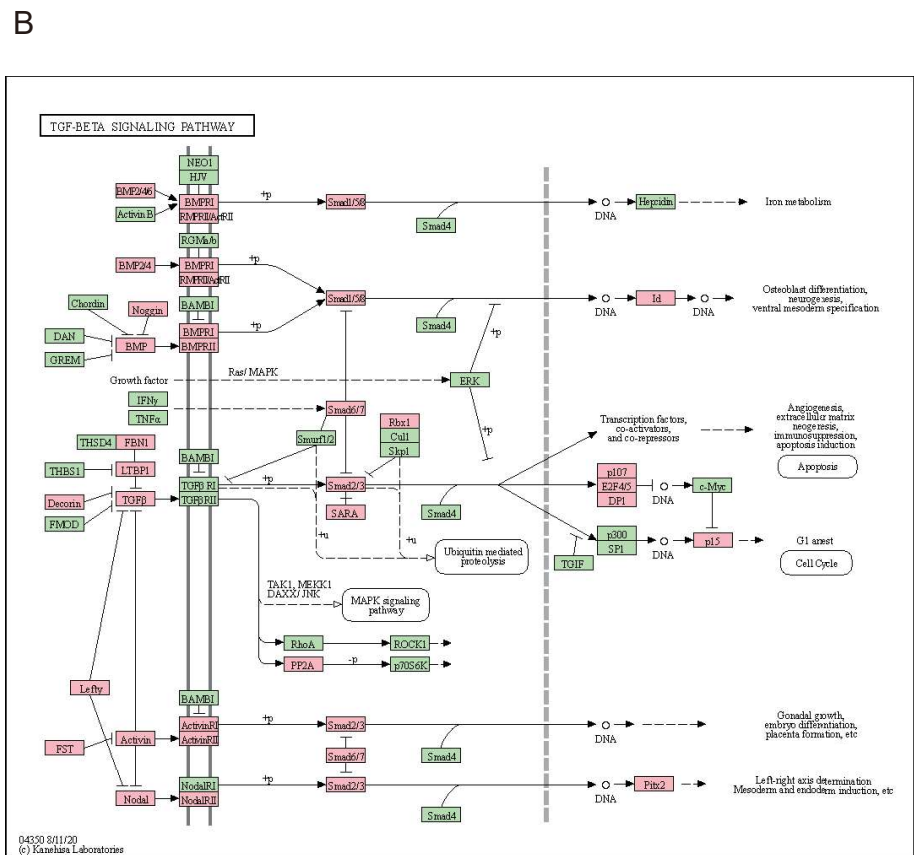 B
TGF-BETA SIGNALING PATHWAY
NEO1
HJV
BMP2/4/6
Activin B
BMPRI
BMPRII/ActRII
+p
Smad1/5/8
Smad4
DNA
Hepcidin
Iron metabolism
RGMa/b
BMP2/4
BMPRI
BMPRII/ActRII
+p
BAMBI
Chordin
Noggin
DAN
GREM
BMP
BMPRI
BMPRII
+p
Smad1/5/8
Smad4
+p
DNA
Id
DNA
Osteoblast differentiation,
neurogenesis,
ventral mesoderm specification
Growth factor
Ras/ MAPK
ERK
IFNγ
TNFα
Smad6/7
Rbx1
Cul1
Skp1
Smurf1/2
+p
Transcription factors,
co-activators,
and co-repressors
Angiogenesis,
extracellular matrix
neogenesis,
immunosuppression,
apoptosis induction
Apoptosis
THSD4
FBN1
THBS1
LTBP1
BAMBI
Decorin
FMOD
TGFβ
TGFβ RI
TGFβRII
+p
Smad2/3
SARA
Smad4
+u
+u
Ubiquitin mediated
proteolysis
p107
E2F4/5
DP1
DNA
c-Myc
p300
SP1
TGIF
DNA
p15
G1 arrest
Cell Cycle
TAK1, MEKK1
DAXX/ JNK
MAPK signaling
pathway
RhoA
ROCK1
PP2A
-p
p70S6K
Lefty
BAMBI
FST
Activin
ActivinRI
ActivinRII
+p
Smad2/3
Smad4
DNA
Gonadal growth,
embryo differentiation,
placenta formation, etc
Smad6/7
Nodal
NodalRI
NodalRII
+p
Smad2/3
Smad4
DNA
Pitx2
Left-right axis determination
Mesoderm and endoderm induction, etc
04350 8/11/20
(c) Kanehisa Laboratories